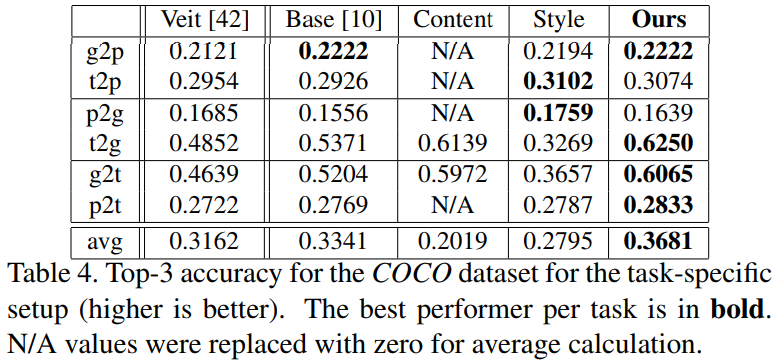 Veit [42] Base [10] Content Style Ours
g2p 0.2121 0.2222 N/A 0.2194 0.2222
t2p 0.2954 0.2926 N/A 0.3102 0.3074
p2g 0.1685 0.1556 N/A 0.1759 0.1639
t2g 0.4852 0.5371 0.6139 0.3269 0.6250
g2t 0.4639 0.5204 0.5972 0.3657 0.6065
p2t 0.2722 0.2769 N/A 0.2787 0.2833
avg 0.3162 0.3341 0.2019 0.2795 0.3681
Table 4. Top-3 accuracy for the COCO dataset for the task-specific
setup (higher is better). The best performer per task is in bold.
N/A values were replaced with zero for average calculation.